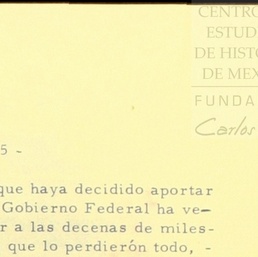 CENTRO
ESTUD
DE HISTO
DE MEX
FUNDA
Carlos
5 -
que haya decidido aportar
Gobierno Federal ha ve-
r a las decenas de miles-
que lo perdierón todo, -